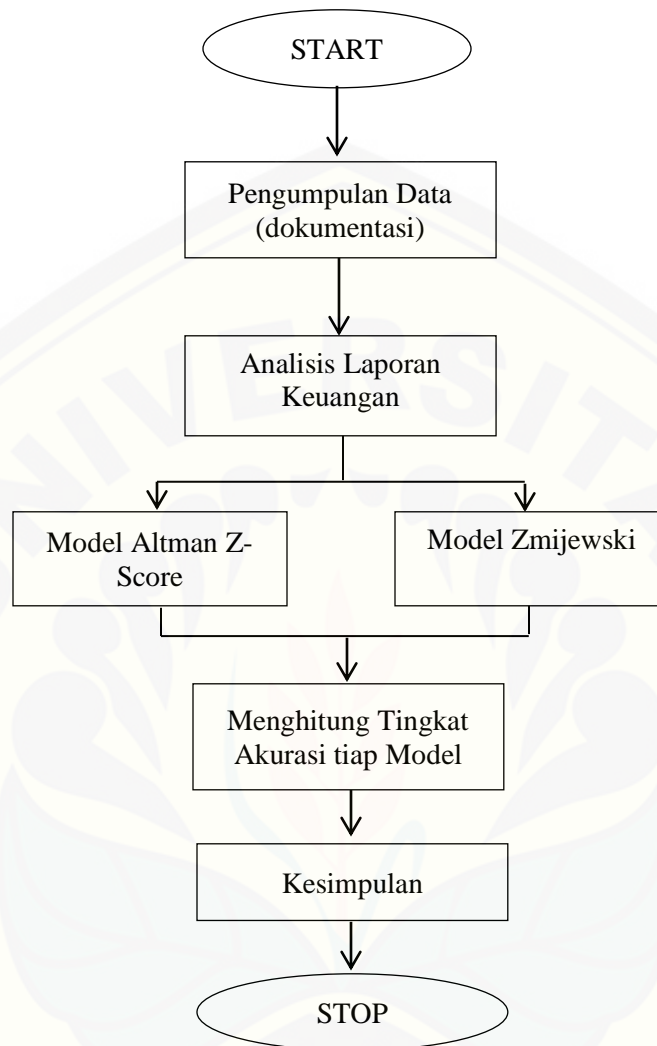 START
Pengumpulan Data
(dokumentasi)
Analisis Laporan
Keuangan
Model Altman Z-
Score
Model Zmijewski
Menghitung Tingkat
Akurasi tiap Model
Kesimpulan
STOP